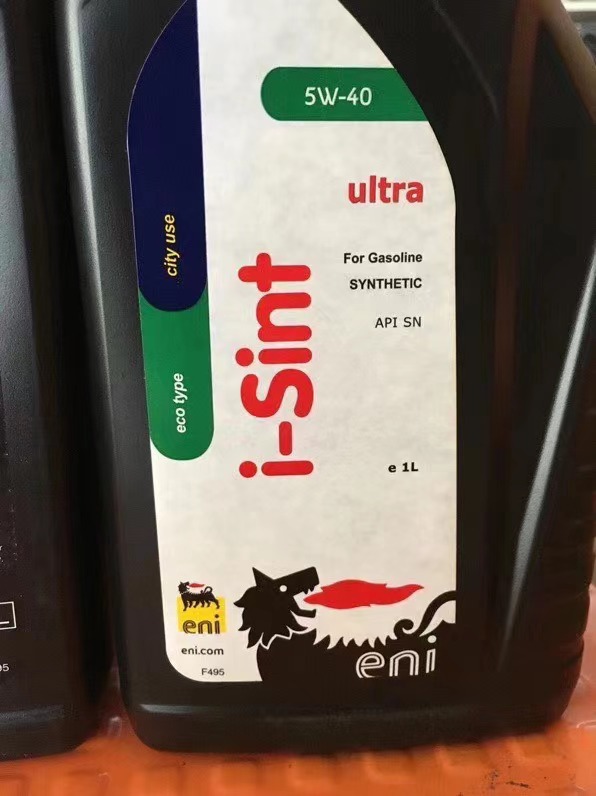 5W-40
ultra
city use
For Gasoline
SYNTHETIC
i-Sint
API SN
eco type
e 1L
eni
eni.com
F495
eni